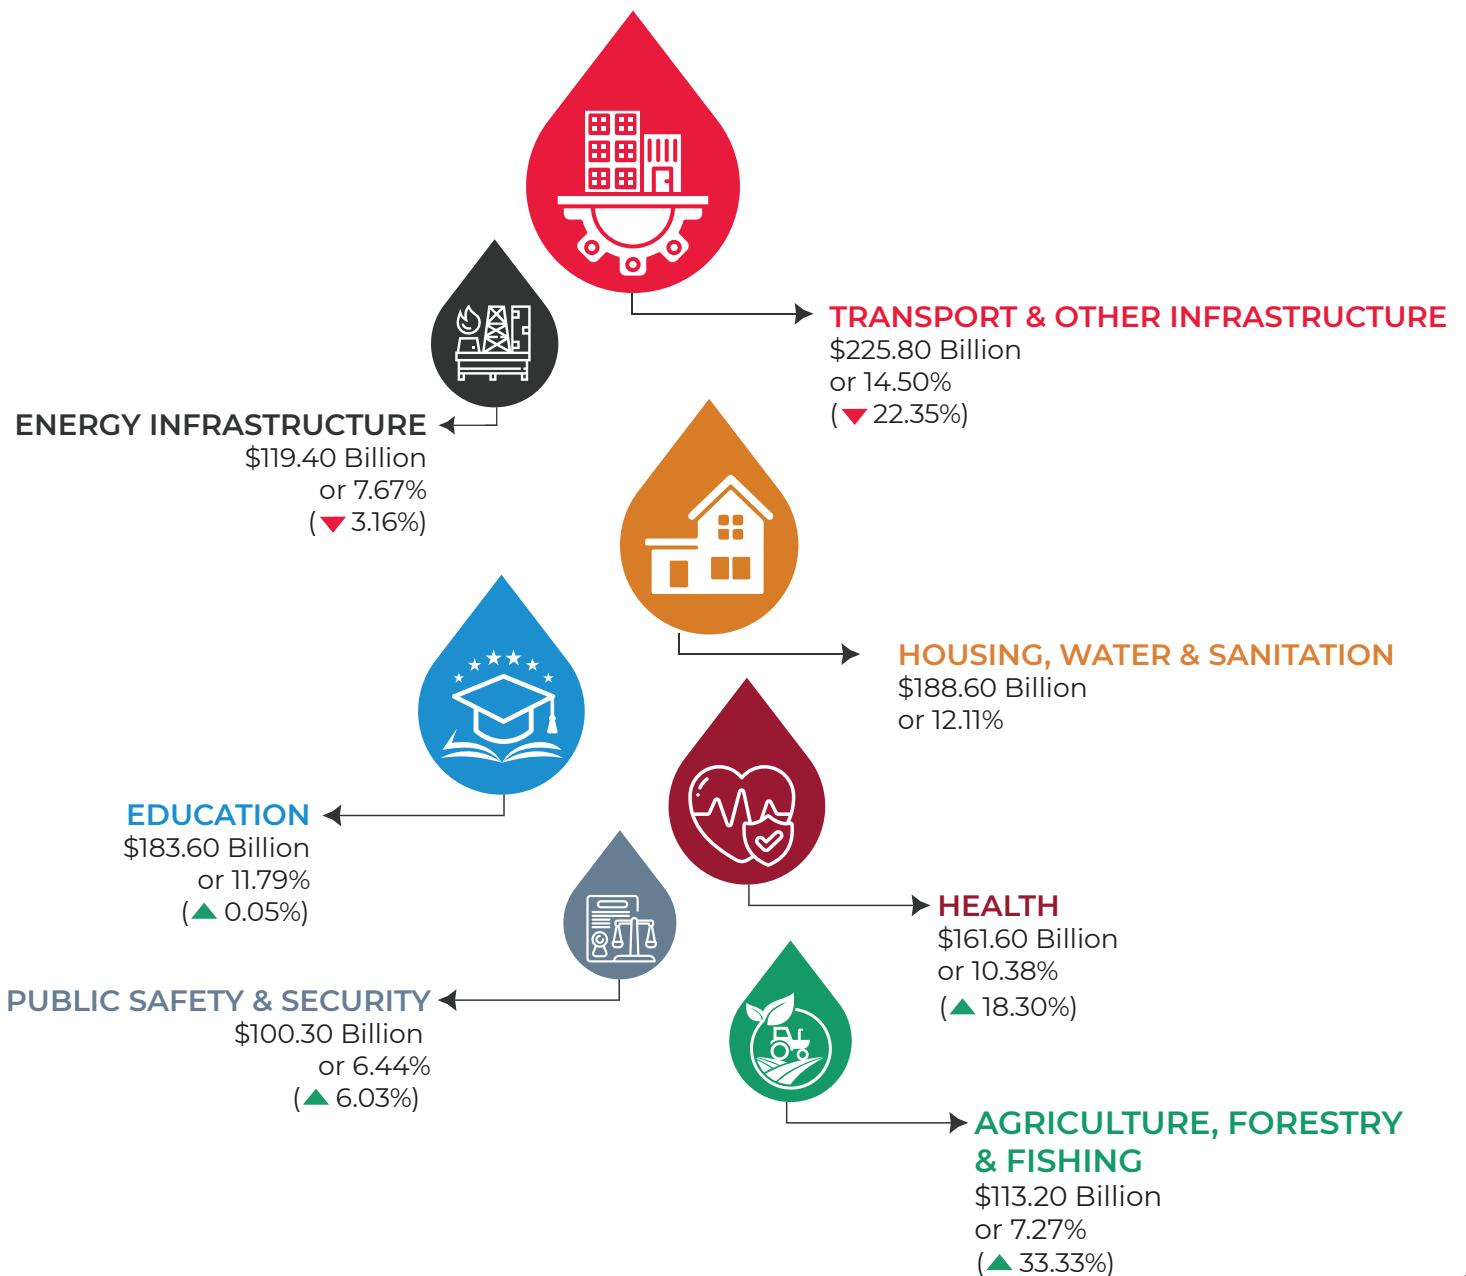 TRANSPORT & OTHER INFRASTRUCTURE
$225.80 Billion
or 14.50%
(▼ 22.35%)
ENERGY INFRASTRUCTURE
$119.40 Billion
or 7.67%
(▼ 3.16%)
HOUSING, WATER & SANITATION
$188.60 Billion
or 12.11%
EDUCATION
$183.60 Billion
or 11.79%
(▲ 0.05%)
HEALTH
$161.60 Billion
or 10.38%
(▲ 18.30%)
PUBLIC SAFETY & SECURITY
$100.30 Billion
or 6.44%
(▲ 6.03%)
AGRICULTURE, FORESTRY
& FISHING
$113.20 Billion
or 7.27%
(▲ 33.33%)